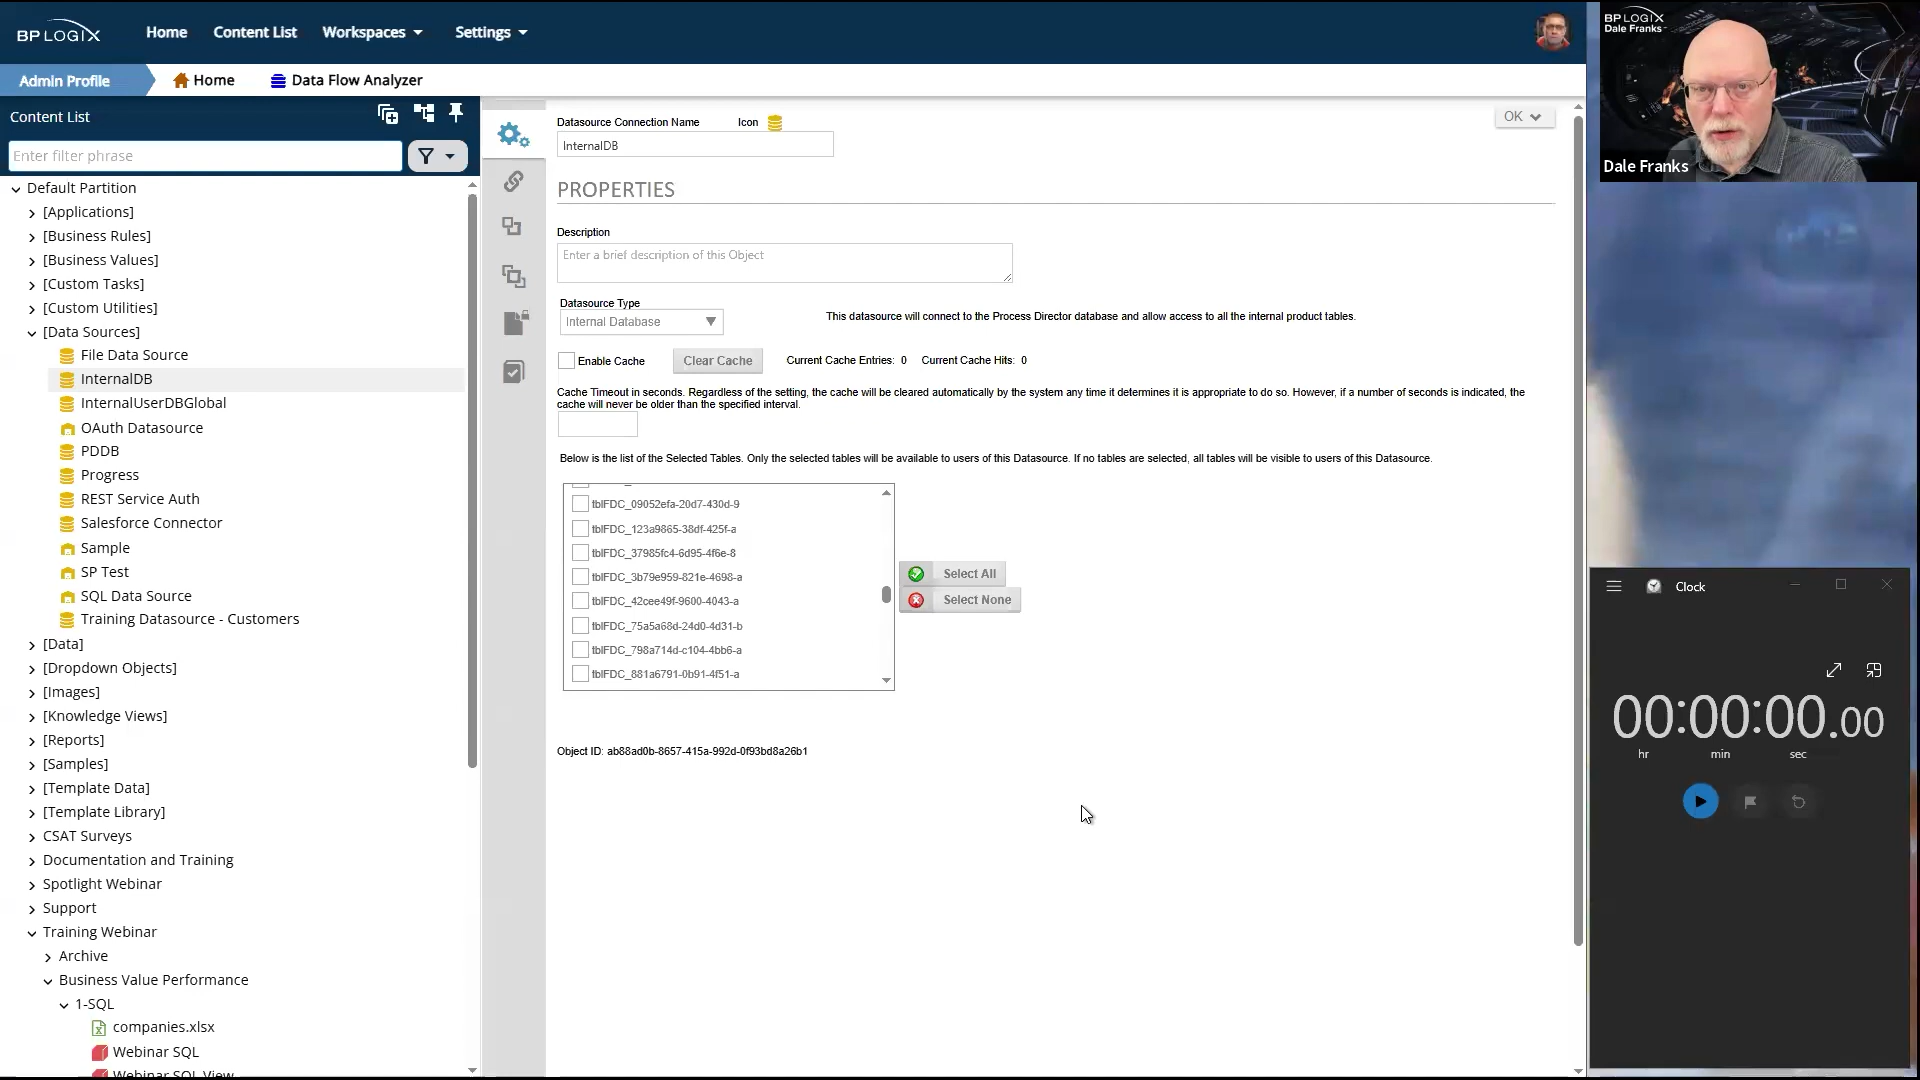 BP LOGIX
Home
Content List
Workspaces
Settings
Admin Profile
Home
Data Flow Analyzer
Content List
Enter filter phrase
Default Partition
[Applications]
[Business Rules]
[Business Values]
[Custom Tasks]
[Custom Utilities]
[Data Sources]
File Data Source
InternalDB
InternalUserDBGlobal
OAuth Datasource
PDDB
Progress
REST Service Auth
Salesforce Connector
Sample
SP Test
SQL Data Source
Training Datasource - Customers
[Data]
[Dropdown Objects]
[Images]
[Knowledge Views]
[Reports]
[Samples]
[Template Data]
[Template Library]
CSAT Surveys
Documentation and Training
Spotlight Webinar
Support
Training Webinar
Archive
Business Value Performance
1-SQL
companies.xlsx
Webinar SQL
Webinar SQL View
Datasource Connection Name
Icon
OK
InternalDB
PROPERTIES
Description
Enter a brief description of this Object
Datasource Type
Internal Database
This datasource will connect to the Process Director database and allow access to all the internal product tables.
Enable Cache
Clear Cache
Current Cache Entries: 0
Current Cache Hits: 0
Cache Timeout in seconds. Regardless of the setting, the cache will be cleared automatically by the system any time it determines it is appropriate to do so. However, if a number of seconds is indicated, the
cache will never be older than the specified interval.
Below is the list of the Selected Tables. Only the selected tables will be available to users of this Datasource. If no tables are selected, all tables will be visible to users of this Datasource.
tblFDC_09052efa-20d7-430d-9
tblFDC_123a9865-38df-425f-a
tblFDC_37985fc4-6d95-4f6e-8
tblFDC_3b79e959-821e-4698-a
tblFDC_42cee49f-9600-4043-a
tblFDC_75a5a68d-24d0-4d31-b
tblFDC_798a714d-c104-4bb6-a
tblFDC_881a6791-0b91-4f51-a
Select All
Select None
Object ID: ab88ad0b-8657-415a-992d-0f93bd8a26b1
BP LOGIX
Dale Franks
Dale Franks
Clock
00:00:00.00
hr
min
sec